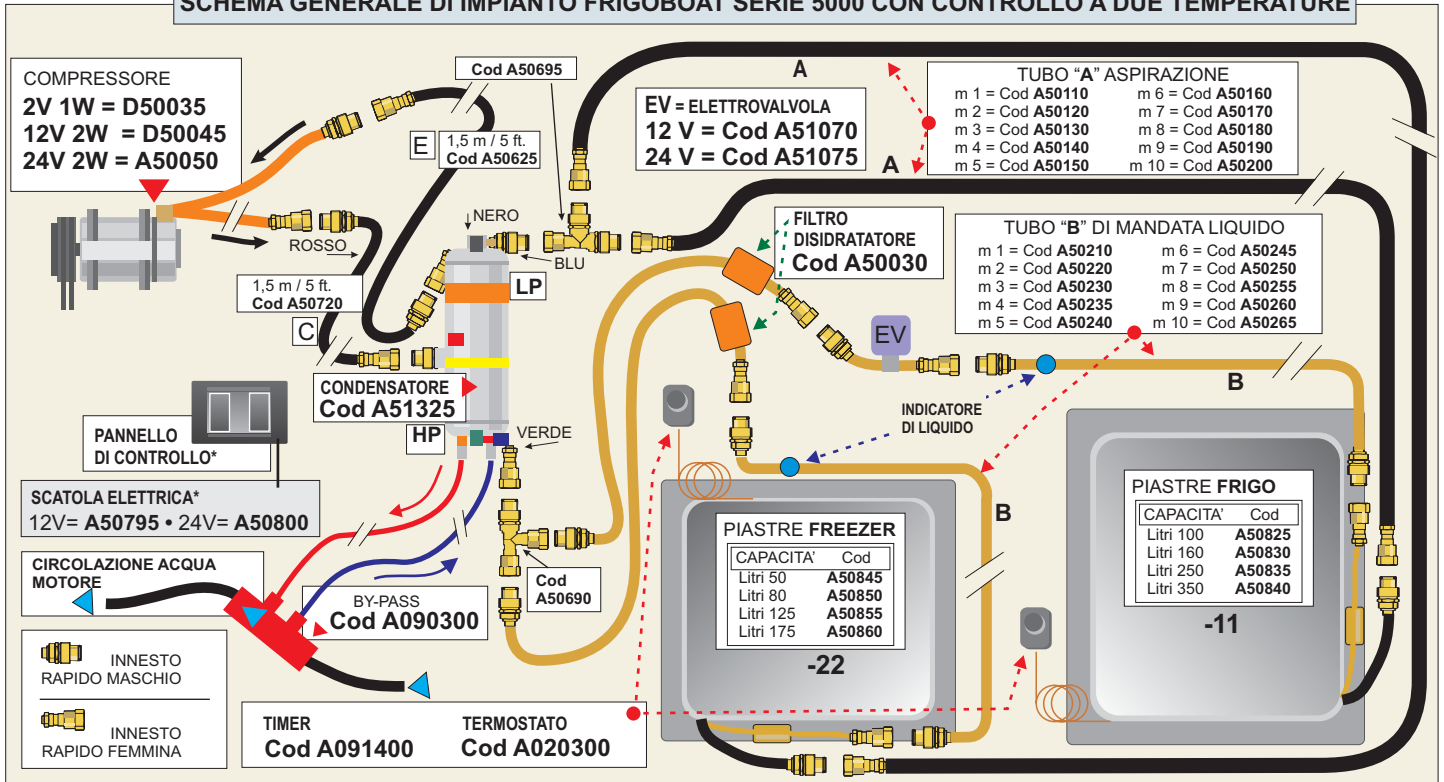 SCHEMA GENERALE DI IMPIANTO FRIGOBOAT SERIE 5000 CON CONTROLLO A DUE TEMPERATURE
COMPRESSORE
2V 1W = D50035
12V 2W = D50045
24V 2W = A50050
Cod A50695
E
1,5 m / 5 ft.
Cod A50625
A
EV = ELETTROVALVOLA
12 V = Cod A51070
24 V = Cod A51075
A
TUBO “A” ASPIRAZIONE
m 1 = Cod A50110 m 6 = Cod A50160
m 2 = Cod A50120 m 7 = Cod A50170
m 3 = Cod A50130 m 8 = Cod A50180
m 4 = Cod A50140 m 9 = Cod A50190
m 5 = Cod A50150 m 10 = Cod A50200
ROSSO
NERO
BLU
LP
1,5 m / 5 ft.
Cod A50720
C
FILTRO
DISIDRATATORE
Cod A50030
TUBO “B” DI MANDATA LIQUIDO
m 1 = Cod A50210 m 6 = Cod A50245
m 2 = Cod A50220 m 7 = Cod A50250
m 3 = Cod A50230 m 8 = Cod A50255
m 4 = Cod A50235 m 9 = Cod A50260
m 5 = Cod A50240 m 10 = Cod A50265
EV
B
CONDENSATORE
Cod A51325
HP
VERDE
INDICATORE
DI LIQUIDO
PANNELLO
DI CONTROLLO*
SCATOLA ELETTRICA*
12V= A50795 • 24V= A50800
CIRCOLAZIONE ACQUA
MOTORE
BY-PASS
Cod A090300
Cod
A50690
B
PIASTRE FREEZER
CAPACITA’ Cod
Litri 50 A50845
Litri 80 A50850
Litri 125 A50855
Litri 175 A50860
-22
PIASTRE FRIGO
CAPACITA’ Cod
Litri 100 A50825
Litri 160 A50830
Litri 250 A50835
Litri 350 A50840
-11
INNESTO
RAPIDO MASCHIO
INNESTO
RAPIDO FEMMINA
TIMER
Cod A091400
TERMOSTATO
Cod A020300